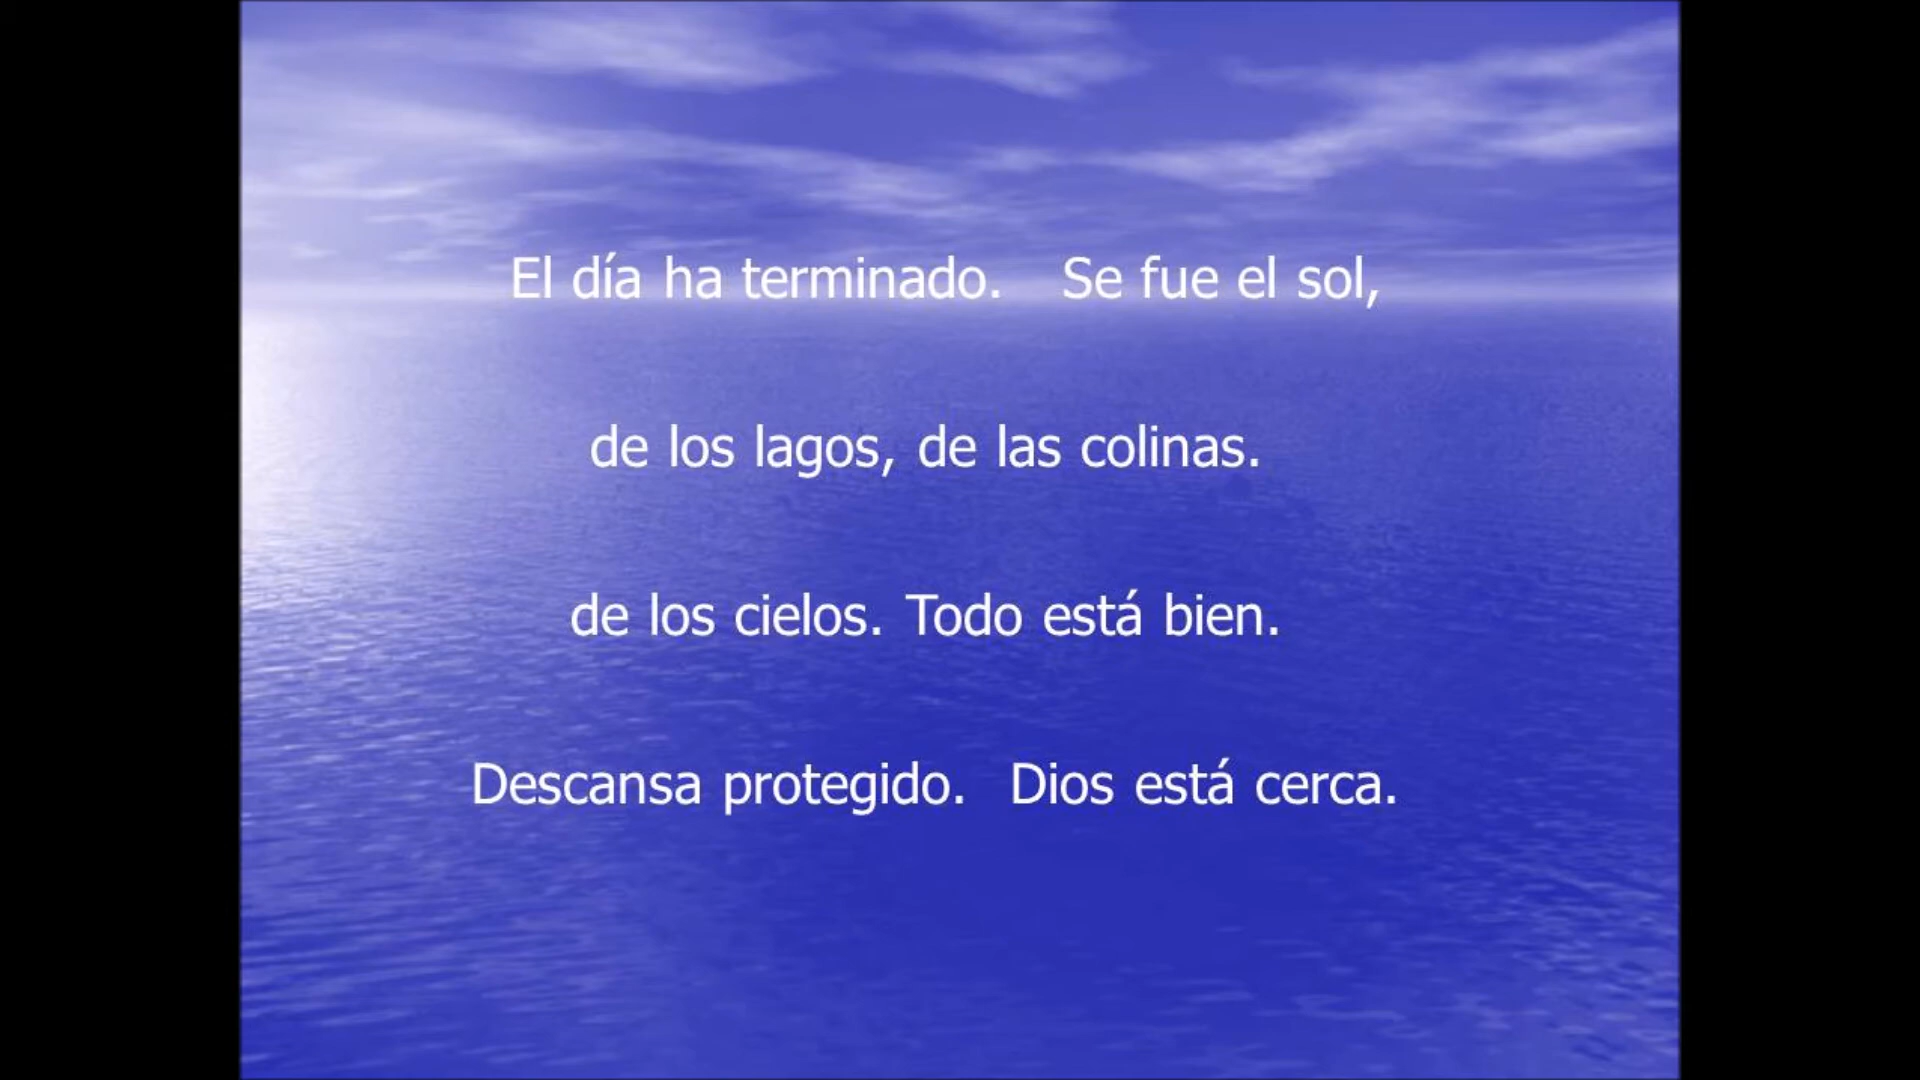 El día ha terminado. Se fue el sol,
de los lagos, de las colinas.
de los cielos. Todo está bien.
Descansa protegido. Dios está cerca.